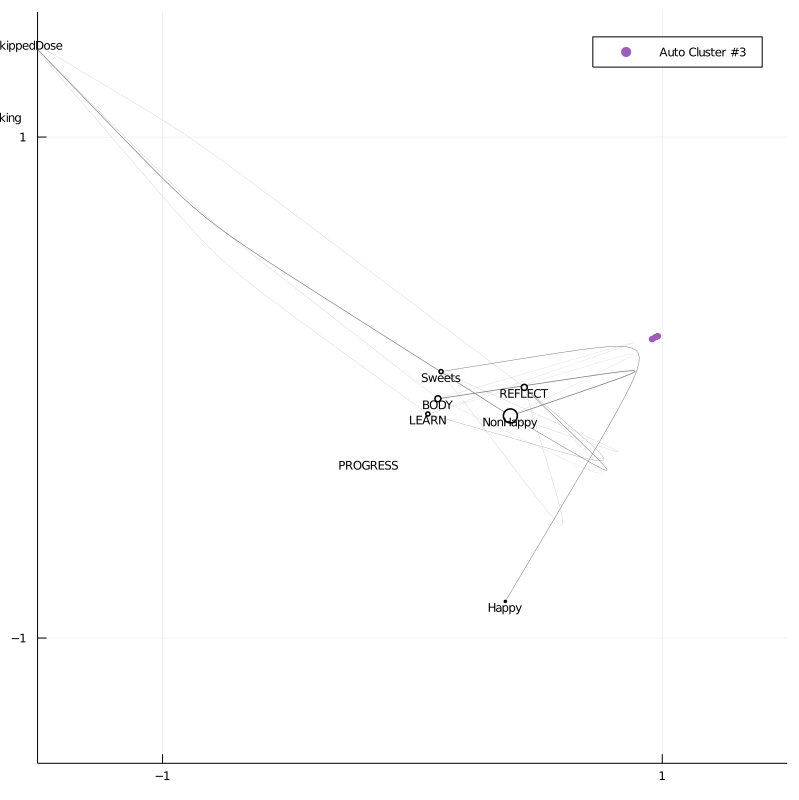 kippedDose
Auto Cluster #3
king
1
Sweets
REFLECT
BODY
LEARN
NonHappy
PROGRESS
Happy
−1
−1
1